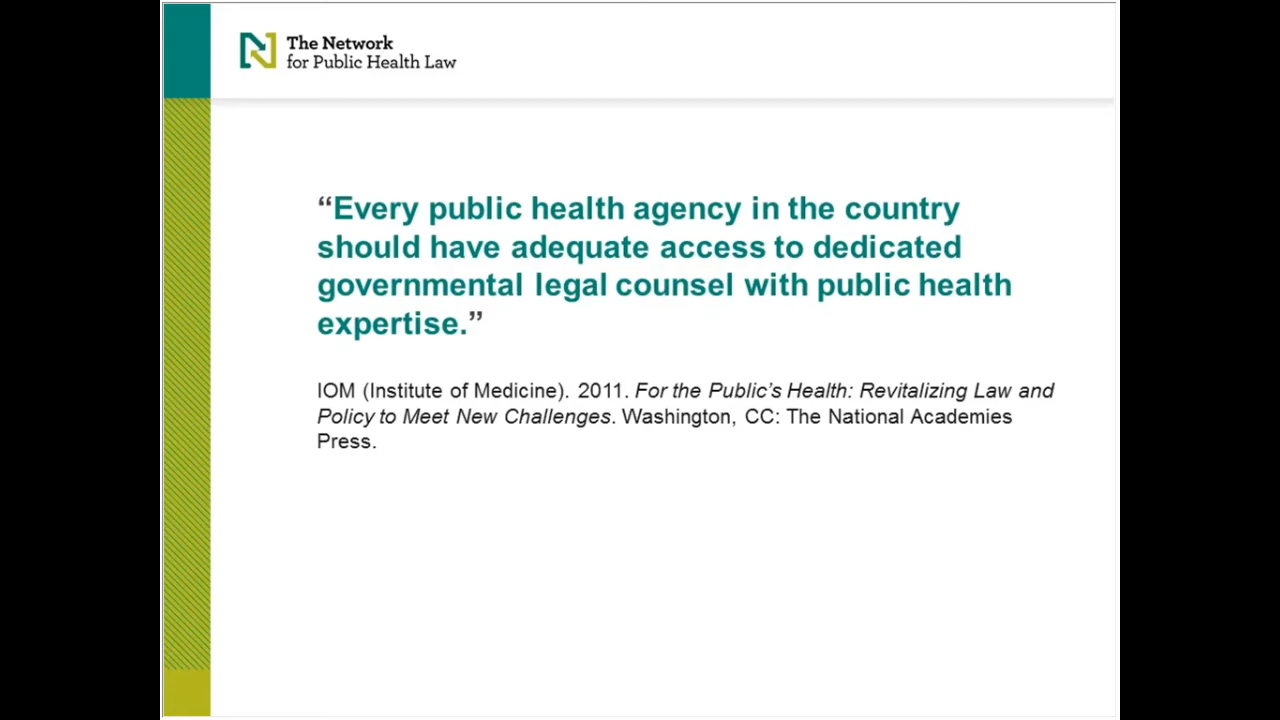 The Network
for Public Health Law
“Every public health agency in the country
should have adequate access to dedicated
governmental legal counsel with public health
expertise.”
IOM (Institute of Medicine). 2011. For the Public’s Health: Revitalizing Law and
Policy to Meet New Challenges. Washington, CC: The National Academies
Press.